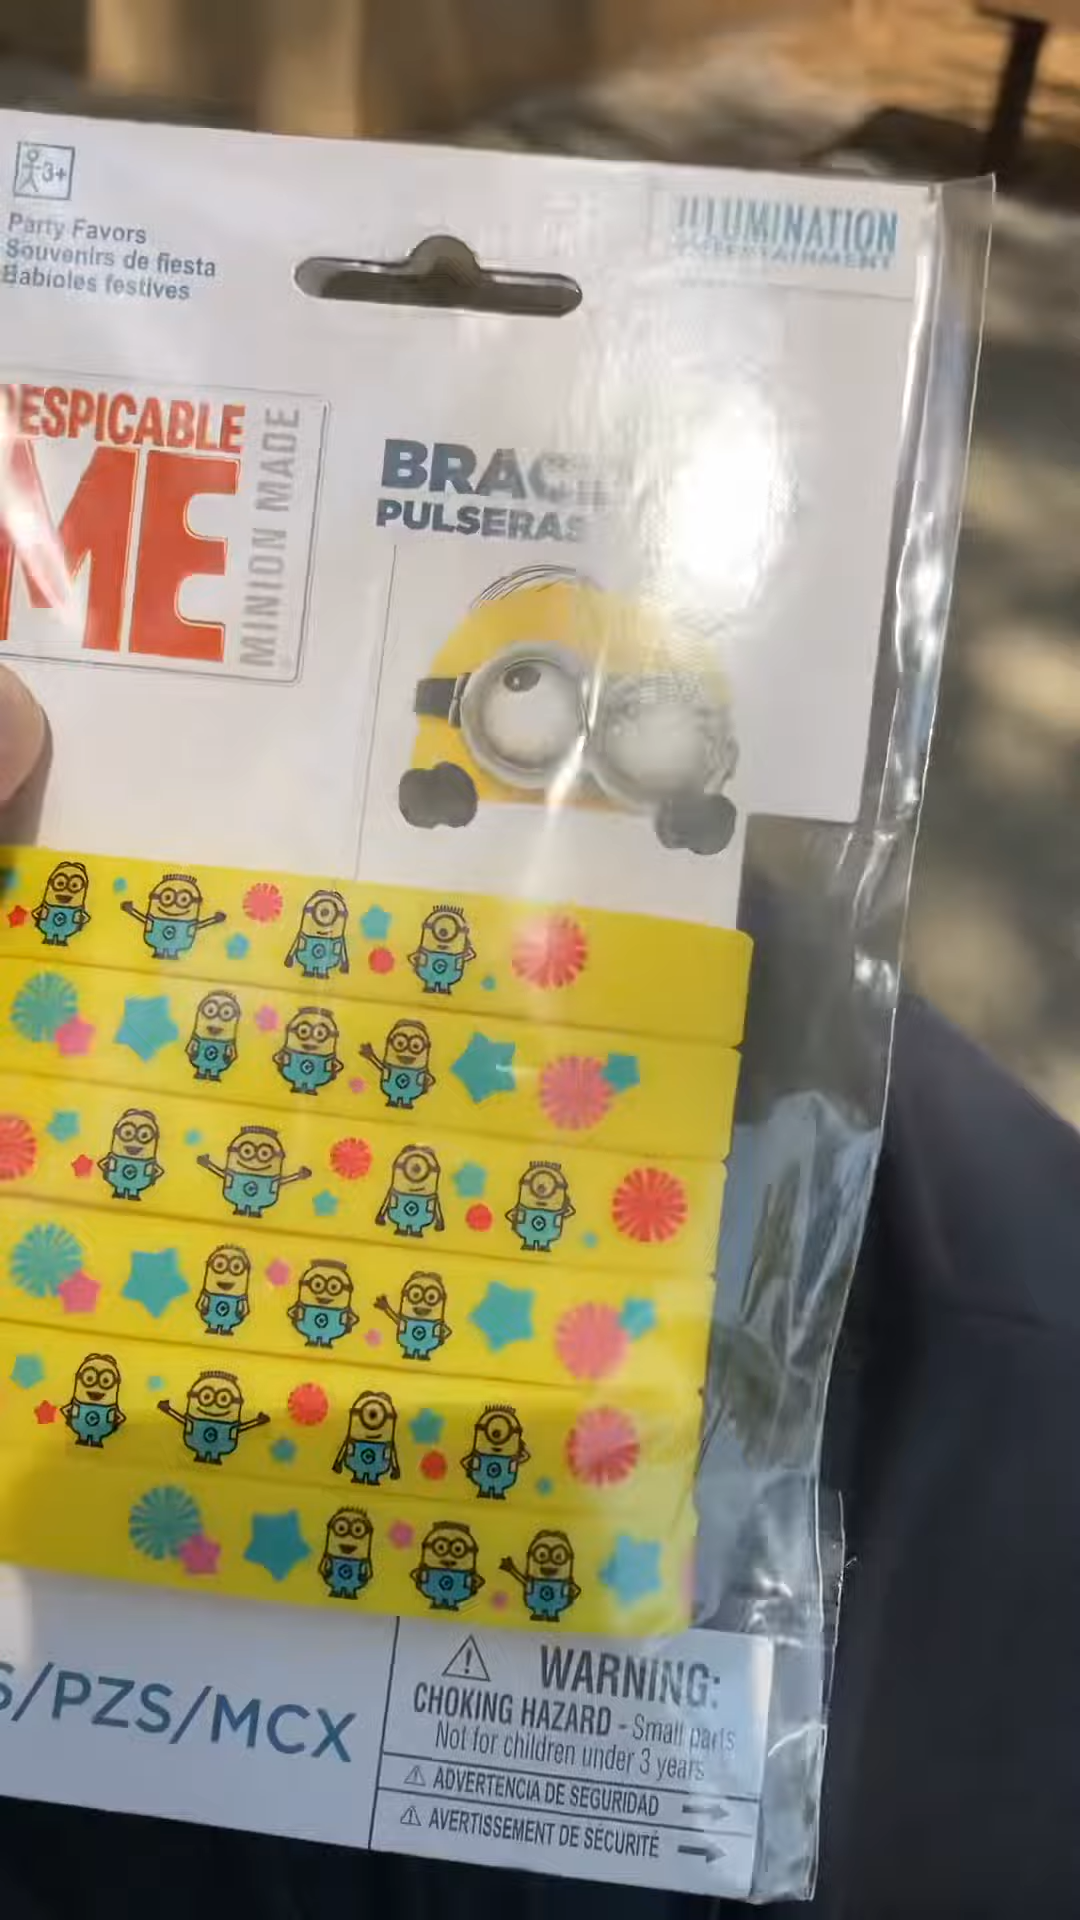 3+
Party Favors
Souvenirs de fiesta
Babioles festives
ILLUMINATION
ENTERTAINMENT
DESPICABLE
ME
MINION MADE
PULSERAS
S/PZS/MCX
WARNING:
CHOKING HAZARD - Small parts
Not for children under 3 years
ADVERTENCIA DE SEGURIDAD
AVERTISSEMENT DE SÉCURITÉ